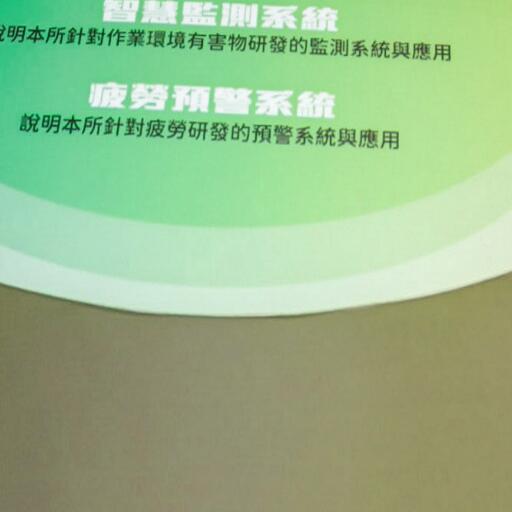 智慧監測系統
說明本所針對作業環境有害物研發的監測系統與應用
疲勞預警系統
說明本所針對疲勞研發的預警系統與應用